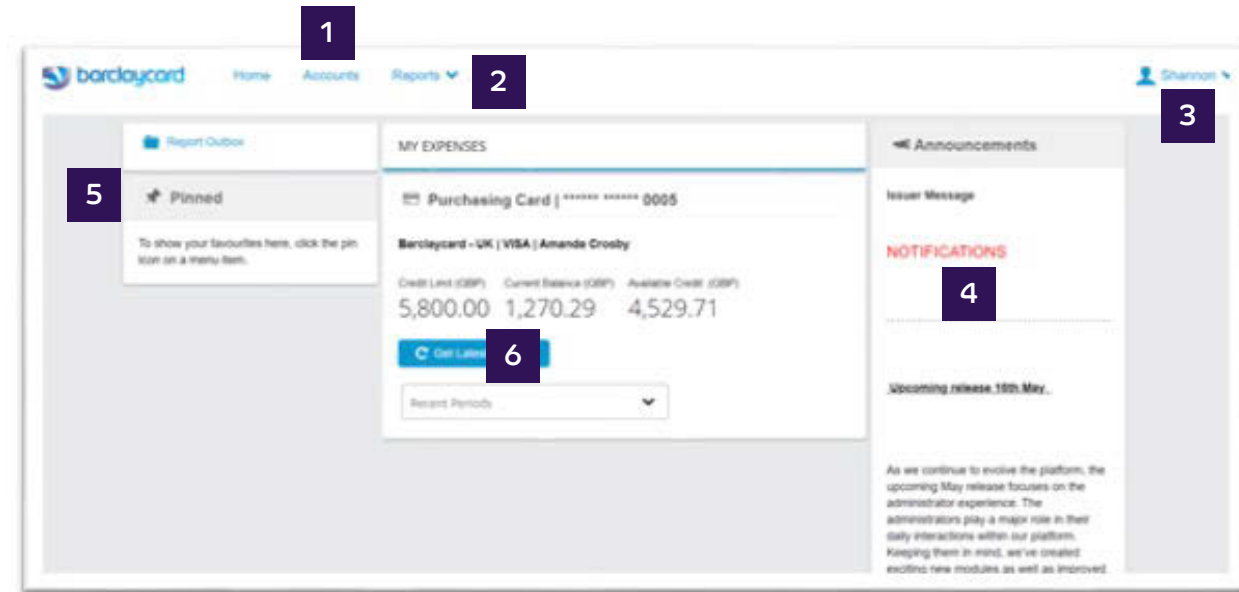 1
barclaycard Home Accounts Reports 2 Shannon
3
Report Outbox
5 Pinned
To show your favourites here, click the pin
icon on a menu item.
MY EXPENSES
Purchasing Card | ****** ****** 0005
Barclaycard - UK | VISA | Amanda Crosby
Credit Limit (GBP) Current Balance (GBP) Available Credit (GBP)
5,800.00 1,270.29 4,529.71
Get Latest 6
Recent Periods
Announcements
Issuer Message
NOTIFICATIONS
4
Upcoming release 16th May
As we continue to evolve the platform, the
upcoming May release focuses on the
administrator experience. The
administrators play a major role in their
daily interactions within our platform.
Keeping them in mind, we've created
exciting new modules as well as improved